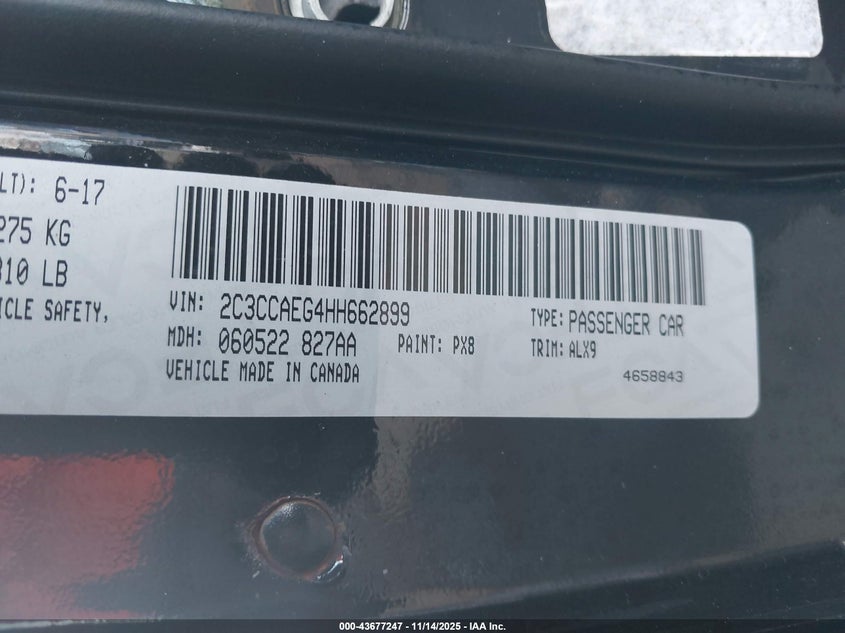 LT): 6-17
275 KG
310 LB
ICLE SAFETY,
VIN: 2C3CCAEG4HH662899
TYPE: PASSENGER CAR
MDH: 060522 827AA
PAINT: PX8
TRIM: ALX9
VEHICLE MADE IN CANADA
4658843
000-43677247 - 11/14/2025 - IAA Inc.